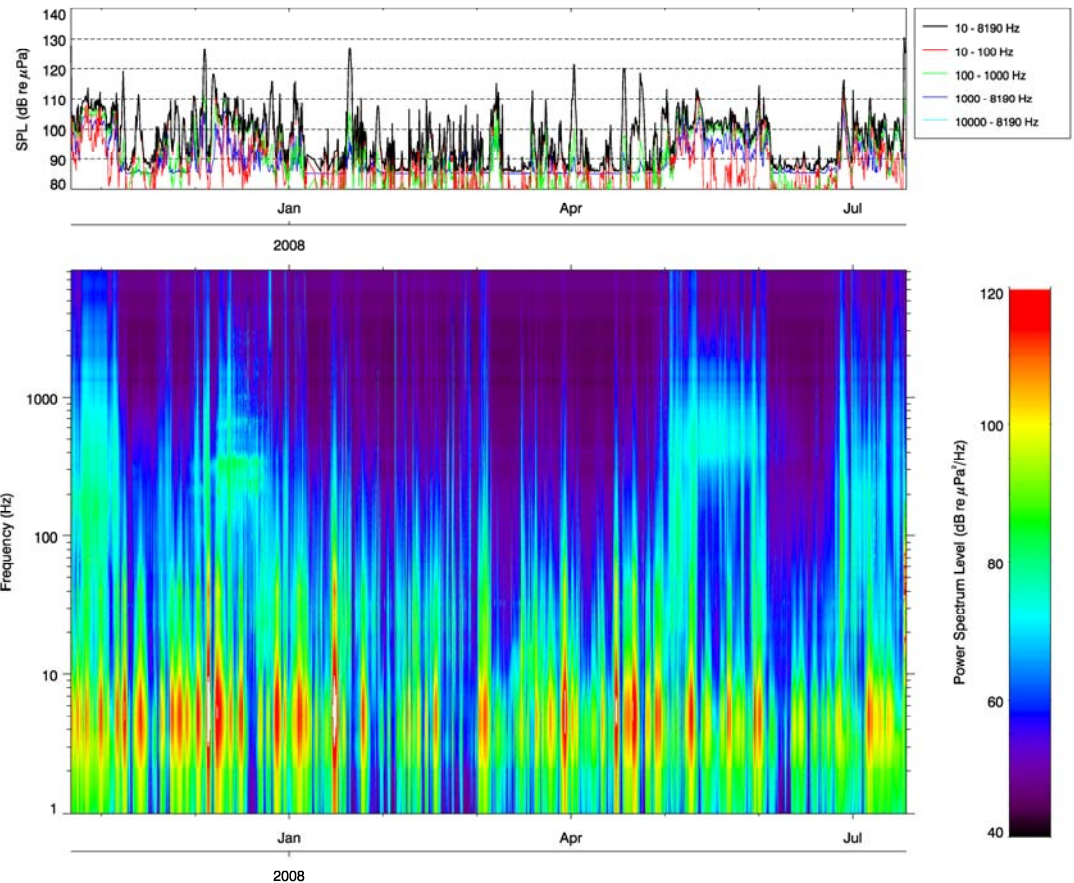 140
130
120
110
100
90
80
SPL (dB re μPa)
10 - 8190 Hz
10 - 100 Hz
100 - 1000 Hz
1000 - 8190 Hz
10000 - 8190 Hz
Jan
Apr
Jul
2008
1000
100
10
1
Frequency (Hz)
Jan
Apr
Jul
2008
120
100
80
60
40
Power Spectrum Level (dB re μPa²/Hz)